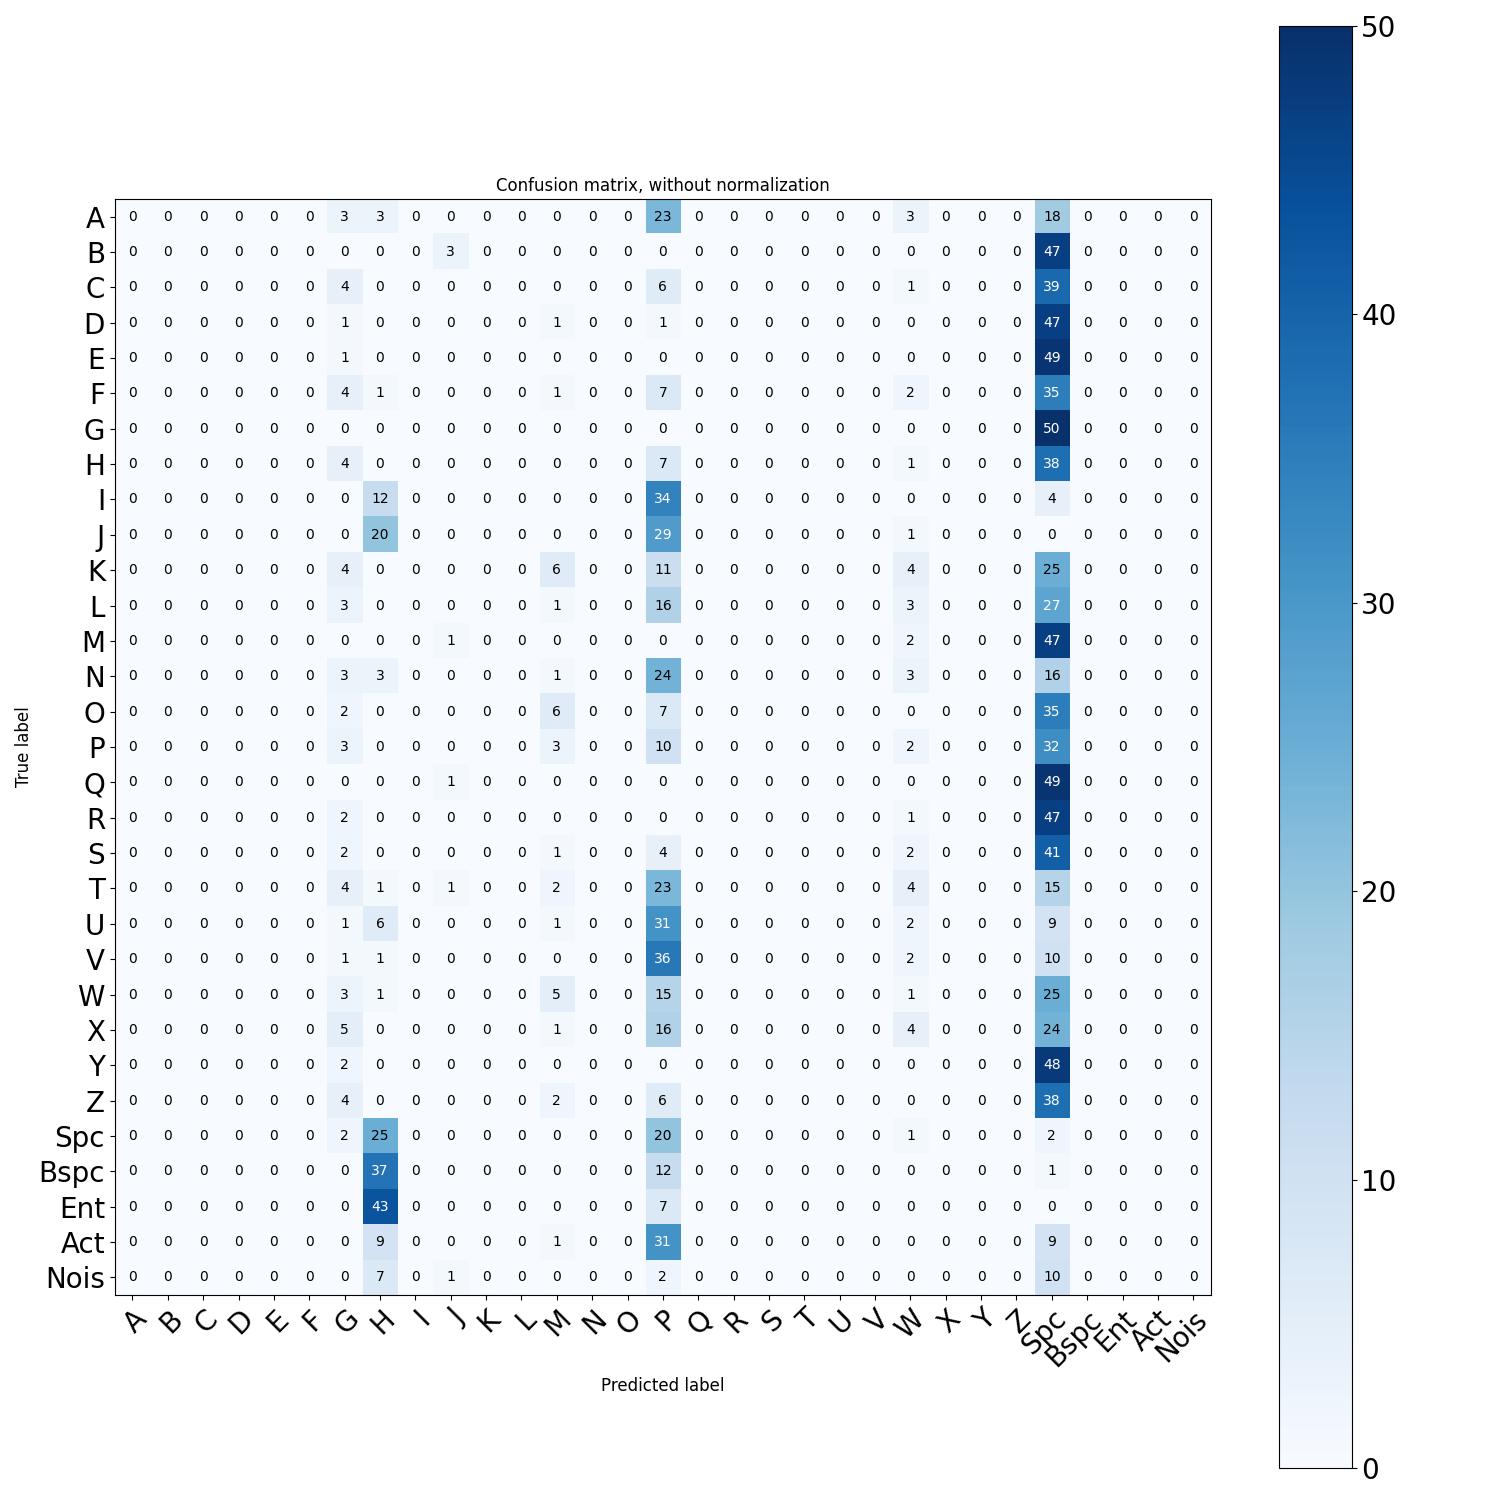 Confusion matrix, without normalization
A 0 0 0 0 0 0 3 3 0 0 0 0 0 0 0 23 0 0 0 0 0 0 3 0 0 0 18 0 0 0 0
B 0 0 0 0 0 0 0 0 0 3 0 0 0 0 0 0 0 0 0 0 0 0 0 0 0 0 47 0 0 0 0
C 0 0 0 0 0 0 4 0 0 0 0 0 0 0 0 6 0 0 0 0 0 0 1 0 0 0 39 0 0 0 0
D 0 0 0 0 0 0 1 0 0 0 0 0 1 0 0 1 0 0 0 0 0 0 0 0 0 0 47 0 0 0 0
E 0 0 0 0 0 0 1 0 0 0 0 0 0 0 0 0 0 0 0 0 0 0 0 0 0 0 49 0 0 0 0
F 0 0 0 0 0 0 4 1 0 0 0 0 1 0 0 7 0 0 0 0 0 0 2 0 0 0 35 0 0 0 0
G 0 0 0 0 0 0 0 0 0 0 0 0 0 0 0 0 0 0 0 0 0 0 0 0 0 0 50 0 0 0 0
H 0 0 0 0 0 0 4 0 0 0 0 0 0 0 0 7 0 0 0 0 0 0 1 0 0 0 38 0 0 0 0
I 0 0 0 0 0 0 0 12 0 0 0 0 0 0 0 34 0 0 0 0 0 0 0 0 0 0 4 0 0 0 0
J 0 0 0 0 0 0 0 20 0 0 0 0 0 0 0 29 0 0 0 0 0 0 1 0 0 0 0 0 0 0 0
K 0 0 0 0 0 0 4 0 0 0 0 0 6 0 0 11 0 0 0 0 0 0 4 0 0 0 25 0 0 0 0
L 0 0 0 0 0 0 3 0 0 0 0 0 1 0 0 16 0 0 0 0 0 0 3 0 0 0 27 0 0 0 0
M 0 0 0 0 0 0 0 0 0 1 0 0 0 0 0 0 0 0 0 0 0 0 2 0 0 0 47 0 0 0 0
N 0 0 0 0 0 0 3 3 0 0 0 0 1 0 0 24 0 0 0 0 0 0 3 0 0 0 16 0 0 0 0
O 0 0 0 0 0 0 2 0 0 0 0 0 6 0 0 7 0 0 0 0 0 0 0 0 0 0 35 0 0 0 0
P 0 0 0 0 0 0 3 0 0 0 0 0 3 0 0 10 0 0 0 0 0 0 2 0 0 0 32 0 0 0 0
Q 0 0 0 0 0 0 0 0 0 1 0 0 0 0 0 0 0 0 0 0 0 0 0 0 0 0 49 0 0 0 0
R 0 0 0 0 0 0 2 0 0 0 0 0 0 0 0 0 0 0 0 0 0 0 1 0 0 0 47 0 0 0 0
S 0 0 0 0 0 0 2 0 0 0 0 0 1 0 0 4 0 0 0 0 0 0 2 0 0 0 41 0 0 0 0
T 0 0 0 0 0 0 4 1 0 1 0 0 2 0 0 23 0 0 0 0 0 0 4 0 0 0 15 0 0 0 0
U 0 0 0 0 0 0 1 6 0 0 0 0 1 0 0 31 0 0 0 0 0 0 2 0 0 0 9 0 0 0 0
V 0 0 0 0 0 0 1 1 0 0 0 0 0 0 0 36 0 0 0 0 0 0 2 0 0 0 10 0 0 0 0
W 0 0 0 0 0 0 3 1 0 0 0 0 5 0 0 15 0 0 0 0 0 0 1 0 0 0 25 0 0 0 0
X 0 0 0 0 0 0 5 0 0 0 0 0 1 0 0 16 0 0 0 0 0 0 4 0 0 0 24 0 0 0 0
Y 0 0 0 0 0 0 2 0 0 0 0 0 0 0 0 0 0 0 0 0 0 0 0 0 0 0 48 0 0 0 0
Z 0 0 0 0 0 0 4 0 0 0 0 0 2 0 0 6 0 0 0 0 0 0 0 0 0 0 38 0 0 0 0
Spc 0 0 0 0 0 0 2 25 0 0 0 0 0 0 0 20 0 0 0 0 0 0 1 0 0 0 2 0 0 0 0
Bspc 0 0 0 0 0 0 0 37 0 0 0 0 0 0 0 12 0 0 0 0 0 0 0 0 0 0 1 0 0 0 0
Ent 0 0 0 0 0 0 0 43 0 0 0 0 0 0 0 7 0 0 0 0 0 0 0 0 0 0 0 0 0 0 0
Act 0 0 0 0 0 0 0 9 0 0 0 0 1 0 0 31 0 0 0 0 0 0 0 0 0 0 9 0 0 0 0
Nois 0 0 0 0 0 0 0 7 0 1 0 0 0 0 0 2 0 0 0 0 0 0 0 0 0 0 10 0 0 0 0
A B C D E F G H I J K L M N O P Q R S T U V W X Y Z Spc Bspc Ent Act Nois
Predicted label
True label
50
40
30
20
10
0